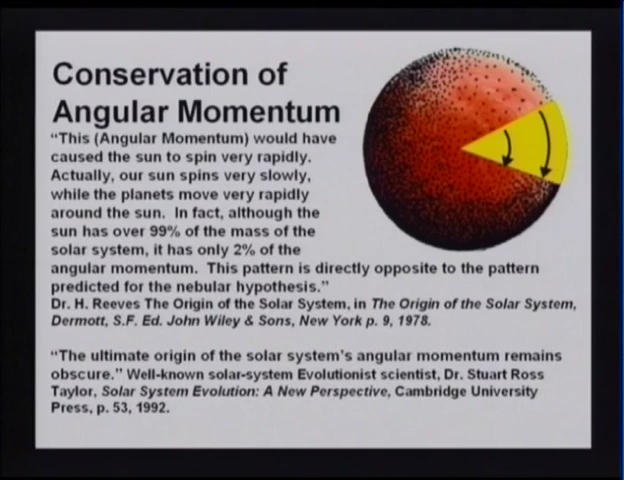 Conservation of
Angular Momentum
“This (Angular Momentum) would have
caused the sun to spin very rapidly.
Actually, our sun spins very slowly,
while the planets move very rapidly
around the sun. In fact, although the
sun has over 99% of the mass of the
solar system, it has only 2% of the
angular momentum. This pattern is directly opposite to the pattern
predicted for the nebular hypothesis.”
Dr. H. Reeves The Origin of the Solar System, in The Origin of the Solar System,
Dermott, S.F. Ed. John Wiley & Sons, New York p. 9, 1978.
“The ultimate origin of the solar system’s angular momentum remains
obscure.” Well-known solar-system Evolutionist scientist, Dr. Stuart Ross
Taylor, Solar System Evolution: A New Perspective, Cambridge University
Press, p. 53, 1992.